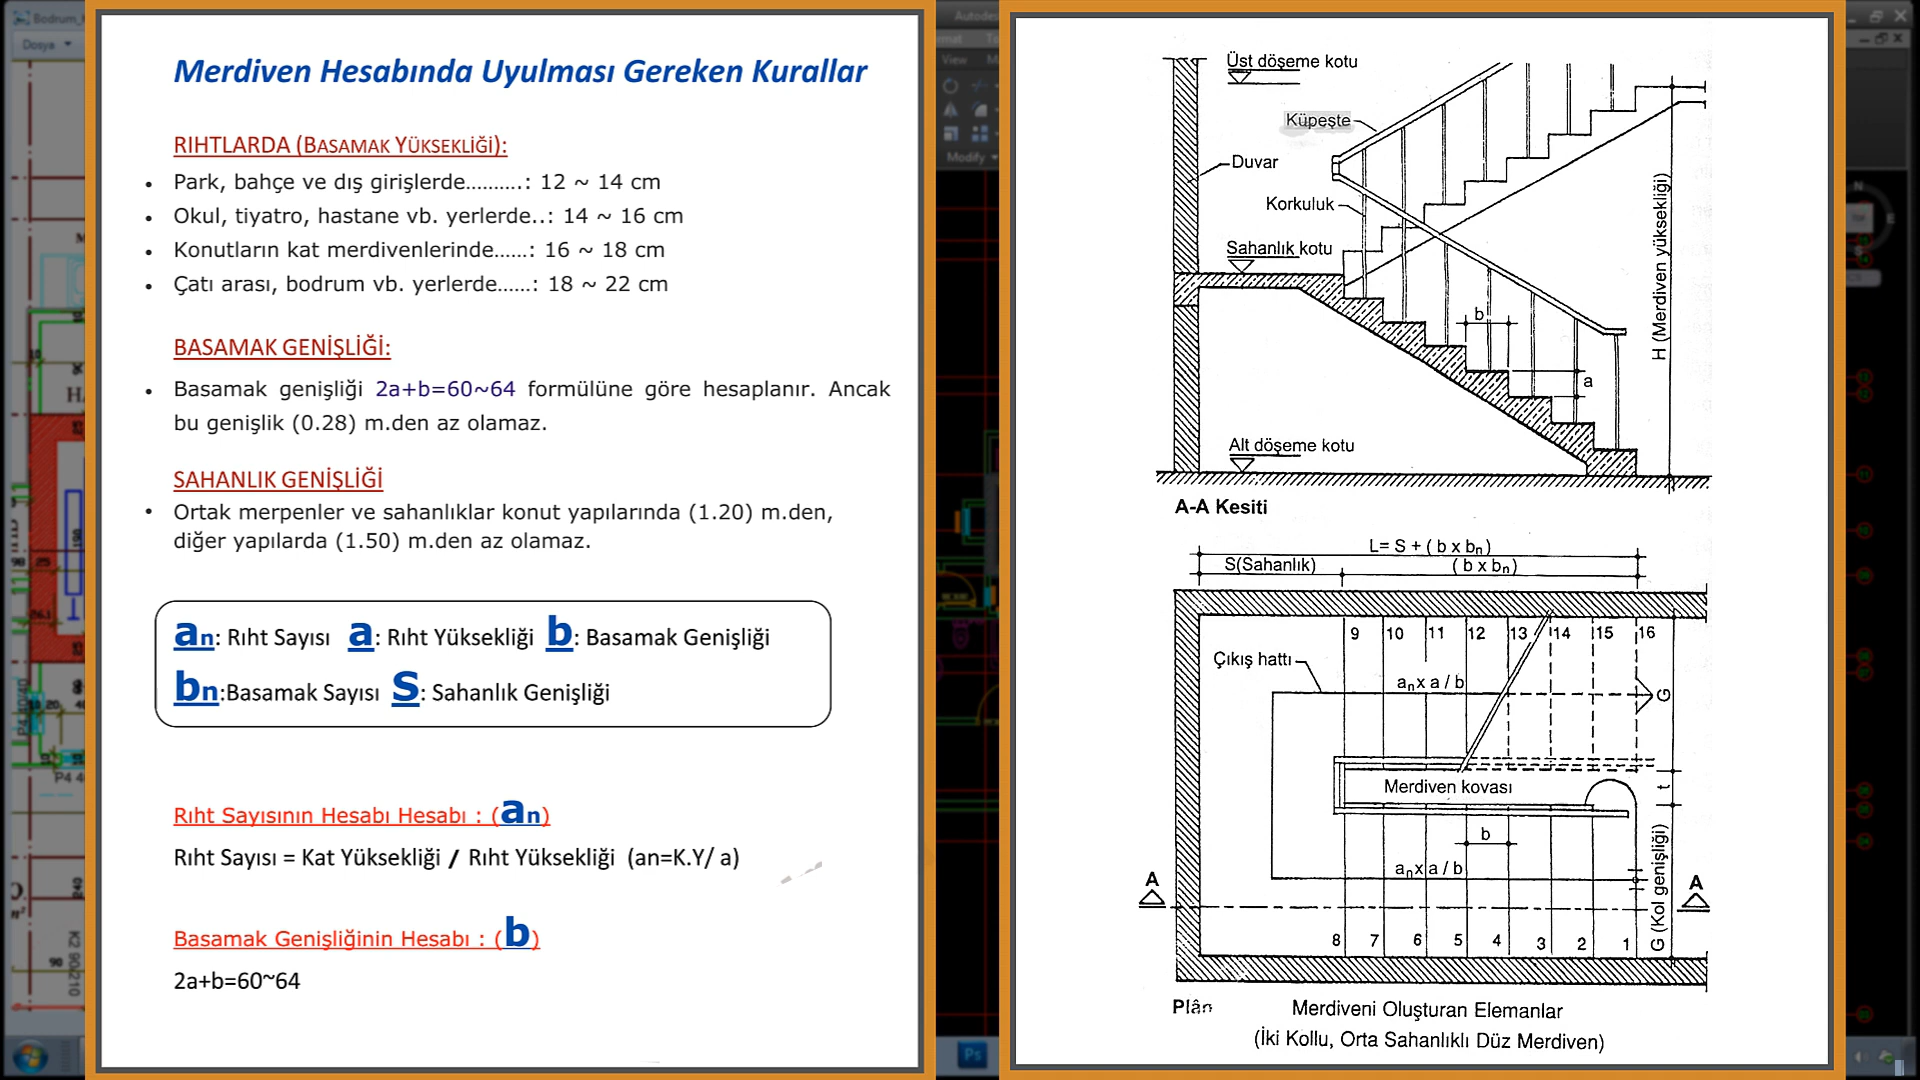 Merdiven Hesabında Uyulması Gereken Kurallar
RIHTLARDA (BASAMAK YÜKSEKLİĞİ):
• Park, bahçe ve dış girişlerde..........: 12 ~ 14 cm
• Okul, tiyatro, hastane vb. yerlerde..: 14 ~ 16 cm
• Konutların kat merdivenlerinde......: 16 ~ 18 cm
• Çatı arası, bodrum vb. yerlerde......: 18 ~ 22 cm
BASAMAK GENİŞLİĞİ:
• Basamak genişliği 2a+b=60~64 formülüne göre hesaplanır. Ancak
bu genişlik (0.28) m.den az olamaz.
SAHANLIK GENİŞLİĞİ
• Ortak merpenler ve sahanlıklar konut yapılarında (1.20) m.den,
diğer yapılarda (1.50) m.den az olamaz.
an: Rıht Sayısı a: Rıht Yüksekliği b: Basamak Genişliği
bn:Basamak Sayısı S: Sahanlık Genişliği
Rıht Sayısının Hesabı Hesabı : (an)
Rıht Sayısı = Kat Yüksekliği / Rıht Yüksekliği (an=K.Y/ a)
Basamak Genişliğinin Hesabı : (b)
2a+b=60~64
Üst döşeme kotu
Küpeşte
Duvar
Korkuluk
Sahanlık kotu
H (Merdiven yüksekliği)
b
a
Alt döşeme kotu
A-A Kesiti
L= S + ( b x bn )
S(Sahanlık) ( b x bn )
9 10 11 12 13 14 15 16
Çıkış hattı
an x a / b
G
Merdiven kovası
t
b
an x a / b
A A
G (Kol genişliği)
8 7 6 5 4 3 2 1
Plân
Merdiveni Oluşturan Elemanlar
(İki Kollu, Orta Sahanlıklı Düz Merdiven)
Dosya
View
Modify
Ps